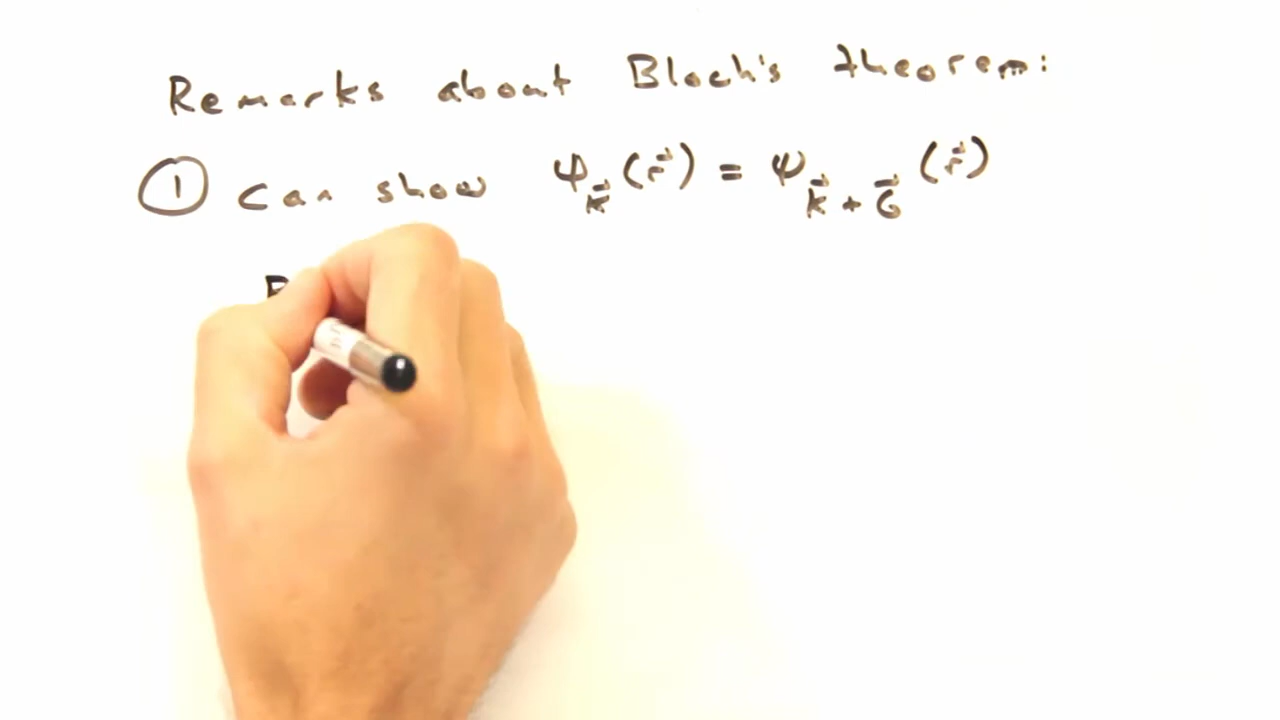 Remarks about Bloch's theorem:
① Can show ψ_k⃗(r⃗) = ψ_k⃗+G⃗(r⃗)